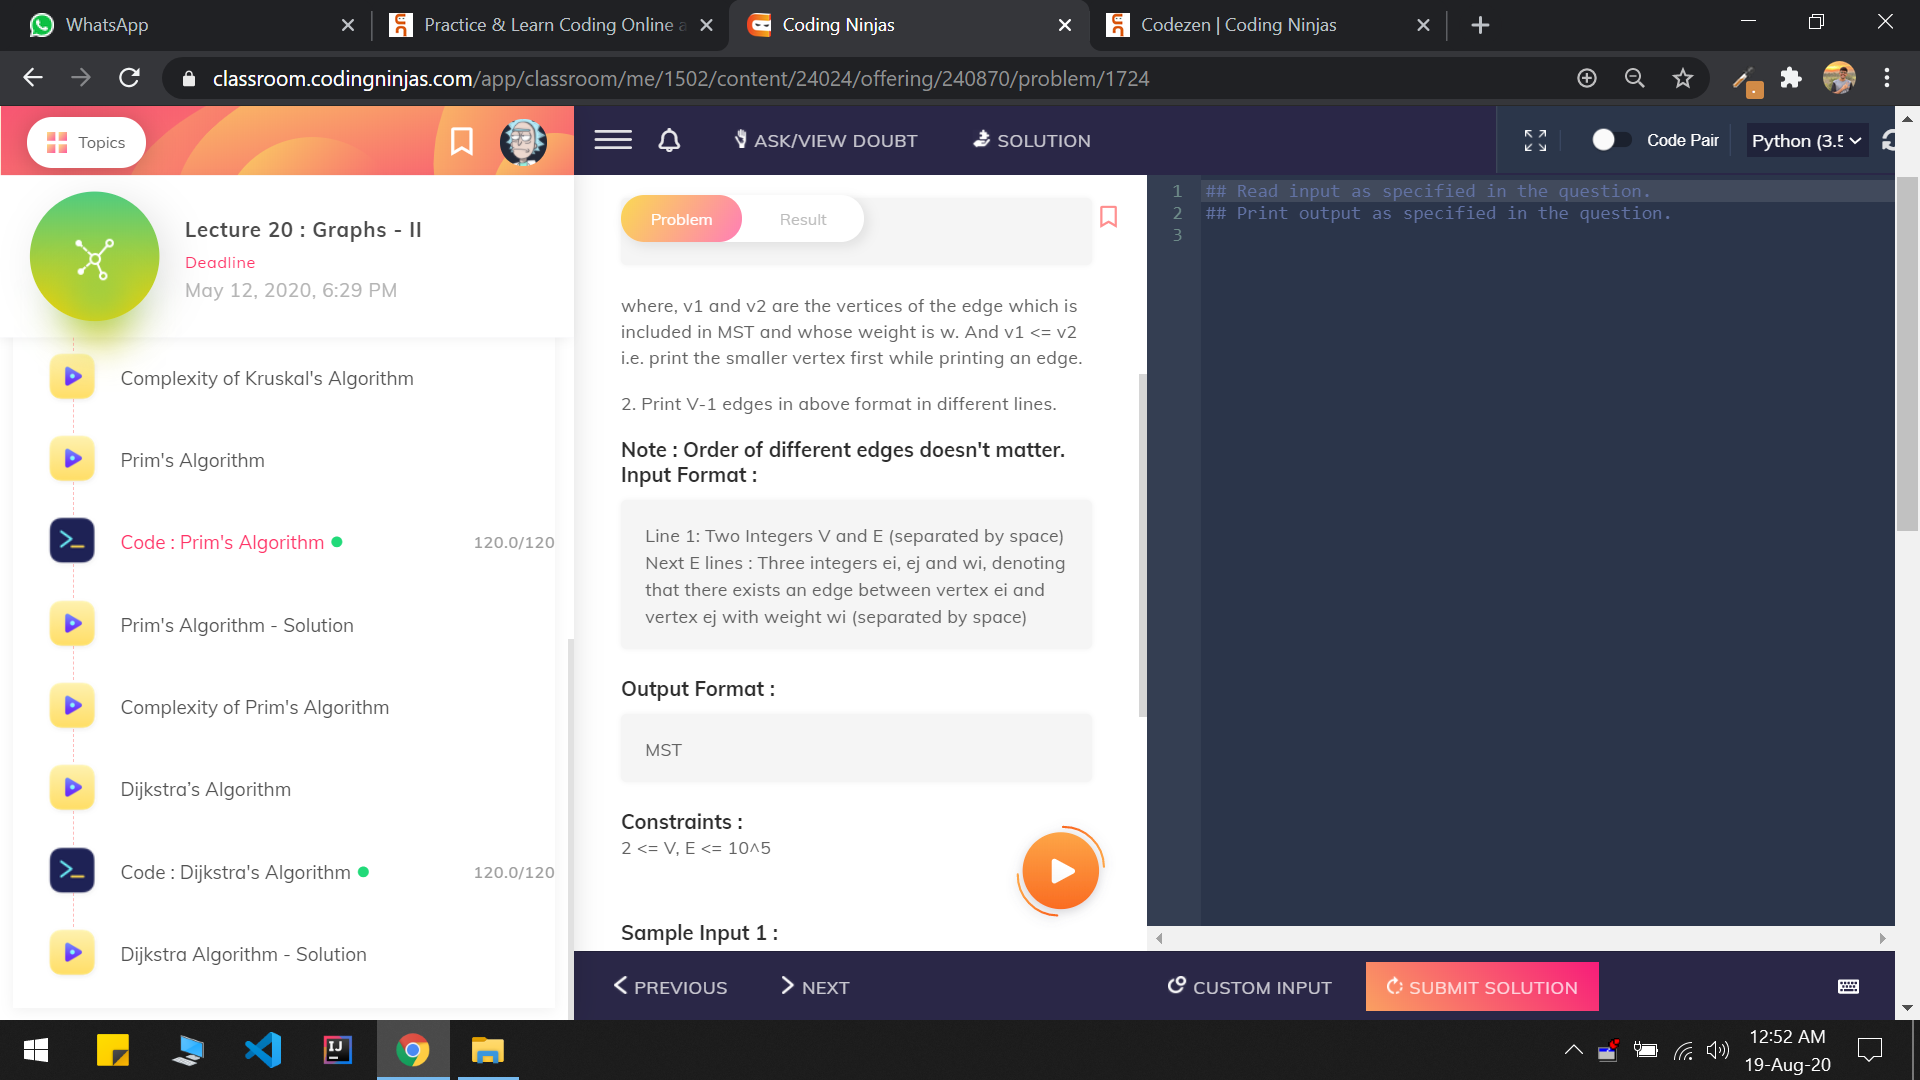 WhatsApp
Practice & Learn Coding Online a
Coding Ninjas
Codezen | Coding Ninjas
classroom.codingninjas.com/app/classroom/me/1502/content/24024/offering/240870/problem/1724
Topics
Lecture 20 : Graphs - II
Deadline
May 12, 2020, 6:29 PM
Complexity of Kruskal's Algorithm
Prim's Algorithm
Code : Prim's Algorithm
120.0/120
Prim's Algorithm - Solution
Complexity of Prim's Algorithm
Dijkstra’s Algorithm
Code : Dijkstra's Algorithm
120.0/120
Dijkstra Algorithm - Solution
ASK/VIEW DOUBT
SOLUTION
Problem
Result
where, v1 and v2 are the vertices of the edge which is
included in MST and whose weight is w. And v1 <= v2
i.e. print the smaller vertex first while printing an edge.
2. Print V-1 edges in above format in different lines.
Note : Order of different edges doesn't matter.
Input Format :
Line 1: Two Integers V and E (separated by space)
Next E lines : Three integers ei, ej and wi, denoting
that there exists an edge between vertex ei and
vertex ej with weight wi (separated by space)
Output Format :
MST
Constraints :
2 <= V, E <= 10^5
Sample Input 1 :
PREVIOUS
NEXT
Code Pair
Python (3.5
1 ## Read input as specified in the question.
2 ## Print output as specified in the question.
3
CUSTOM INPUT
SUBMIT SOLUTION
IJ
12:52 AM
19-Aug-20